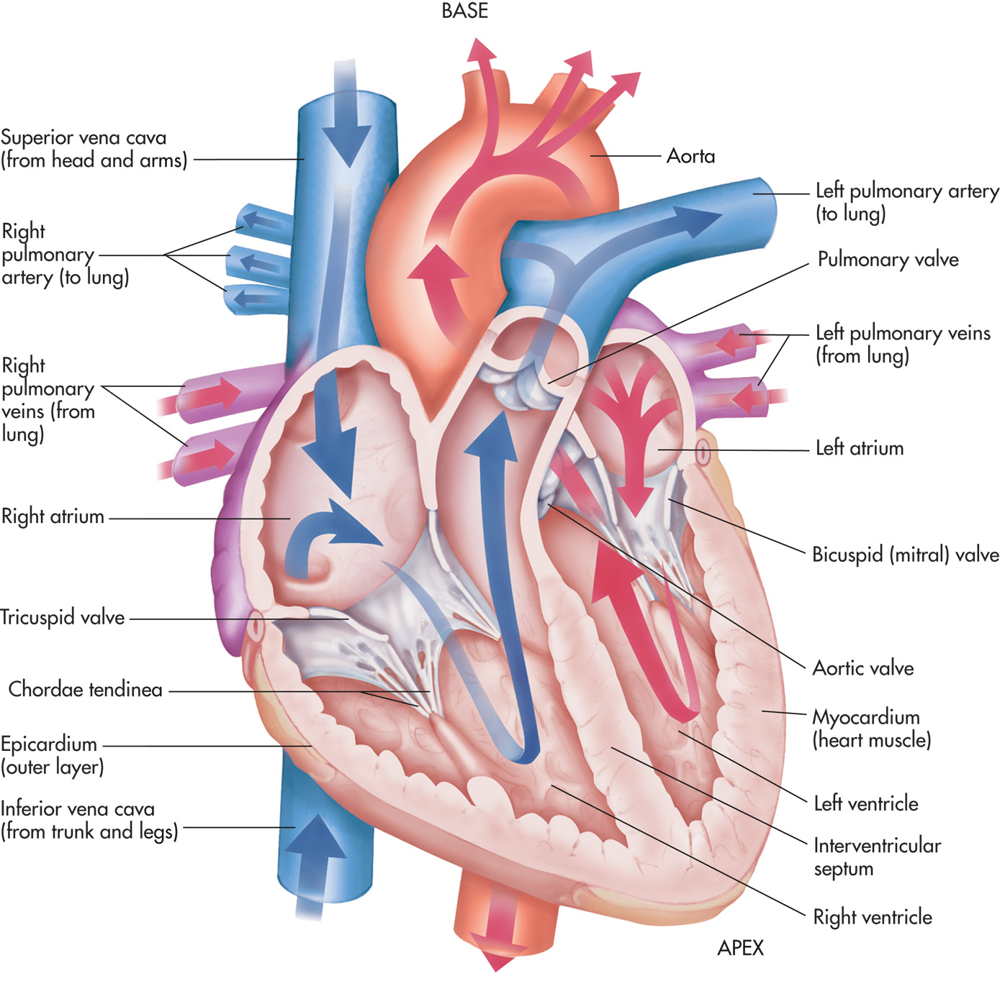 BASE
Superior vena cava
(from head and arms)
Right
pulmonary
artery (to lung)
Right
pulmonary
veins (from
lung)
Right atrium
Tricuspid valve
Chordae tendinea
Epicardium
(outer layer)
Inferior vena cava
(from trunk and legs)
Aorta
Left pulmonary artery
(to lung)
Pulmonary valve
Left pulmonary veins
(from lung)
Left atrium
Bicuspid (mitral) valve
Aortic valve
Myocardium
(heart muscle)
Left ventricle
Interventricular
septum
Right ventricle
APEX